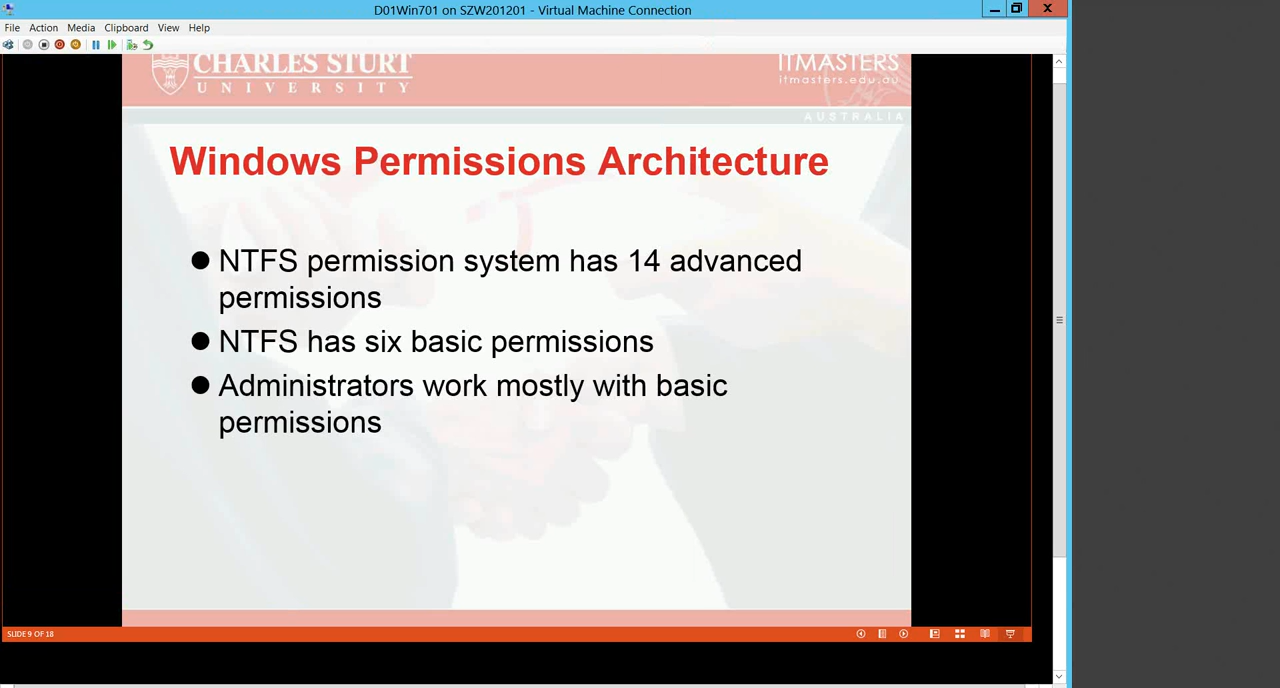 D01Win701 on SZW201201 - Virtual Machine Connection
File Action Media Clipboard View Help
CHARLES STURT
UNIVERSITY
ITMASTERS
itmasters.edu.au
AUSTRALIA
Windows Permissions Architecture
● NTFS permission system has 14 advanced
permissions
● NTFS has six basic permissions
● Administrators work mostly with basic
permissions
SLIDE 9 OF 18